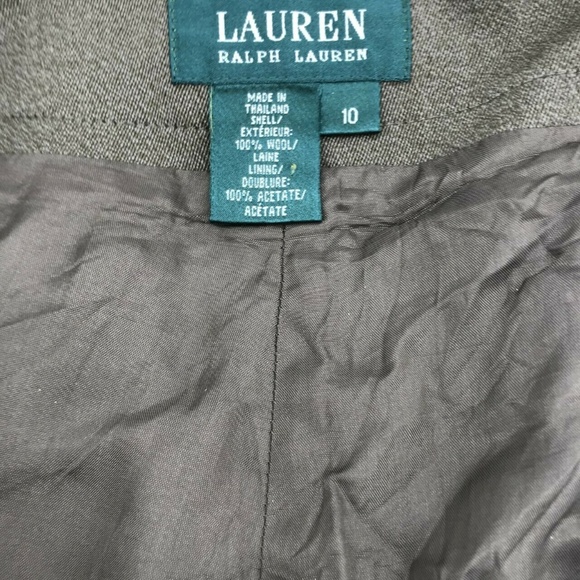 LAUREN
RALPH LAUREN
MADE IN
THAILAND
SHELL/
EXTÉRIEUR:
100% WOOL/
LAINE
LINING/
DOUBLURE:
100% ACETATE/
ACÉTATE
10